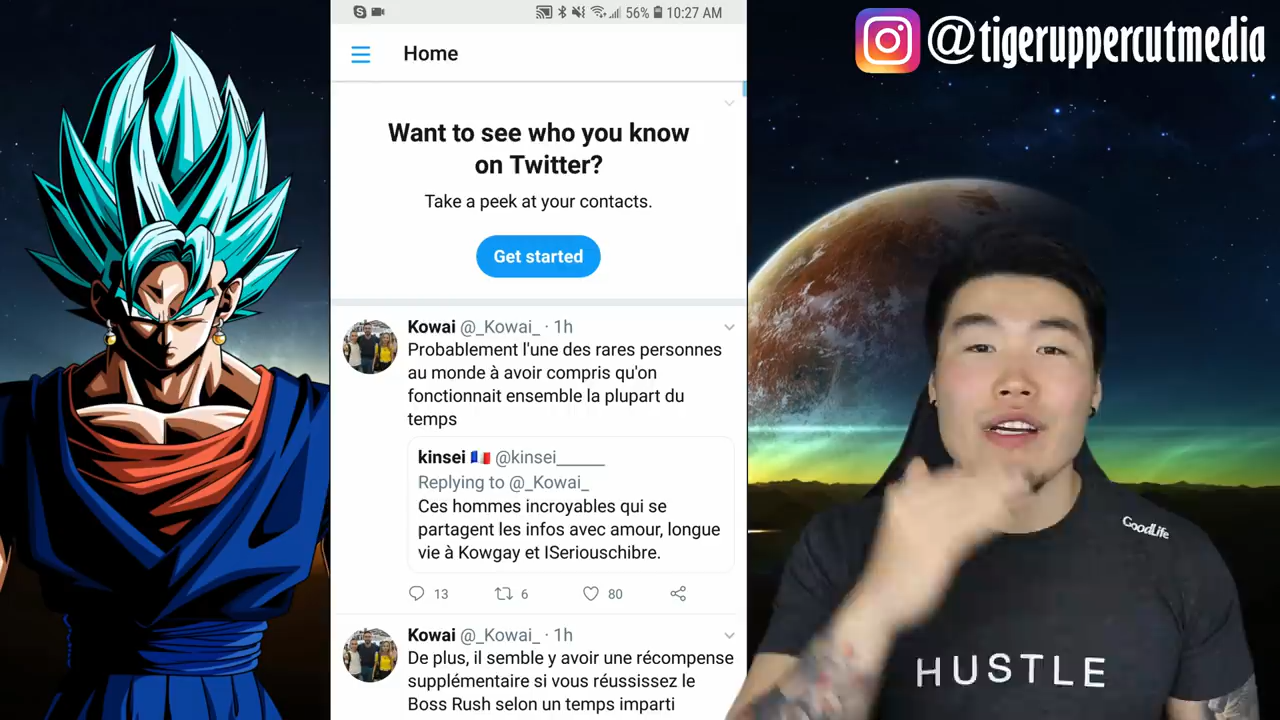 56% 10:27 AM
@tigeruppercutmedia
Home
Want to see who you know
on Twitter?
Take a peek at your contacts.
Get started
Kowai @_Kowai_ · 1h
Probablement l'une des rares personnes
au monde à avoir compris qu'on
fonctionnait ensemble la plupart du
temps
kinsei 🇫🇷 @kinsei______
Replying to @_Kowai_
Ces hommes incroyables qui se
partagent les infos avec amour, longue
vie à Kowgay et ISeriouschibre.
13 6 80
Kowai @_Kowai_ · 1h
De plus, il semble y avoir une récompense
supplémentaire si vous réussissez le
Boss Rush selon un temps imparti
GoodLife
HUSTLE